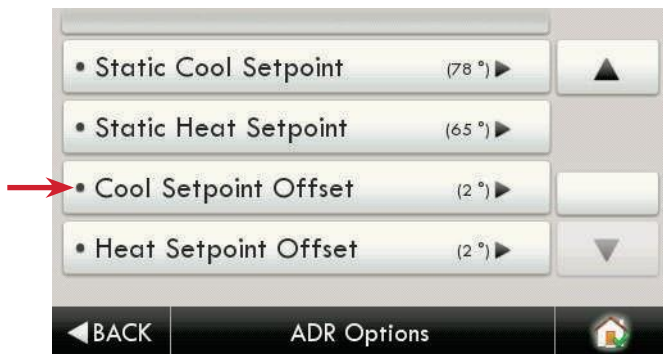 • Static Cool Setpoint (78 °)▶
• Static Heat Setpoint (65 °)▶
• Cool Setpoint Offset (2 °)▶
• Heat Setpoint Offset (2 °)▶
◀BACK ADR Options